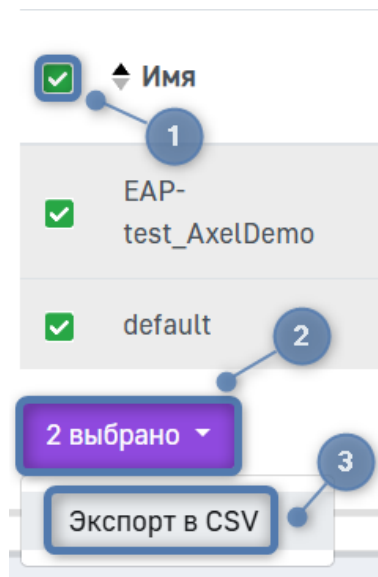 Имя
1
EAP-
test_AxelDemo
default
2
2 выбрано
3
Экспорт в CSV